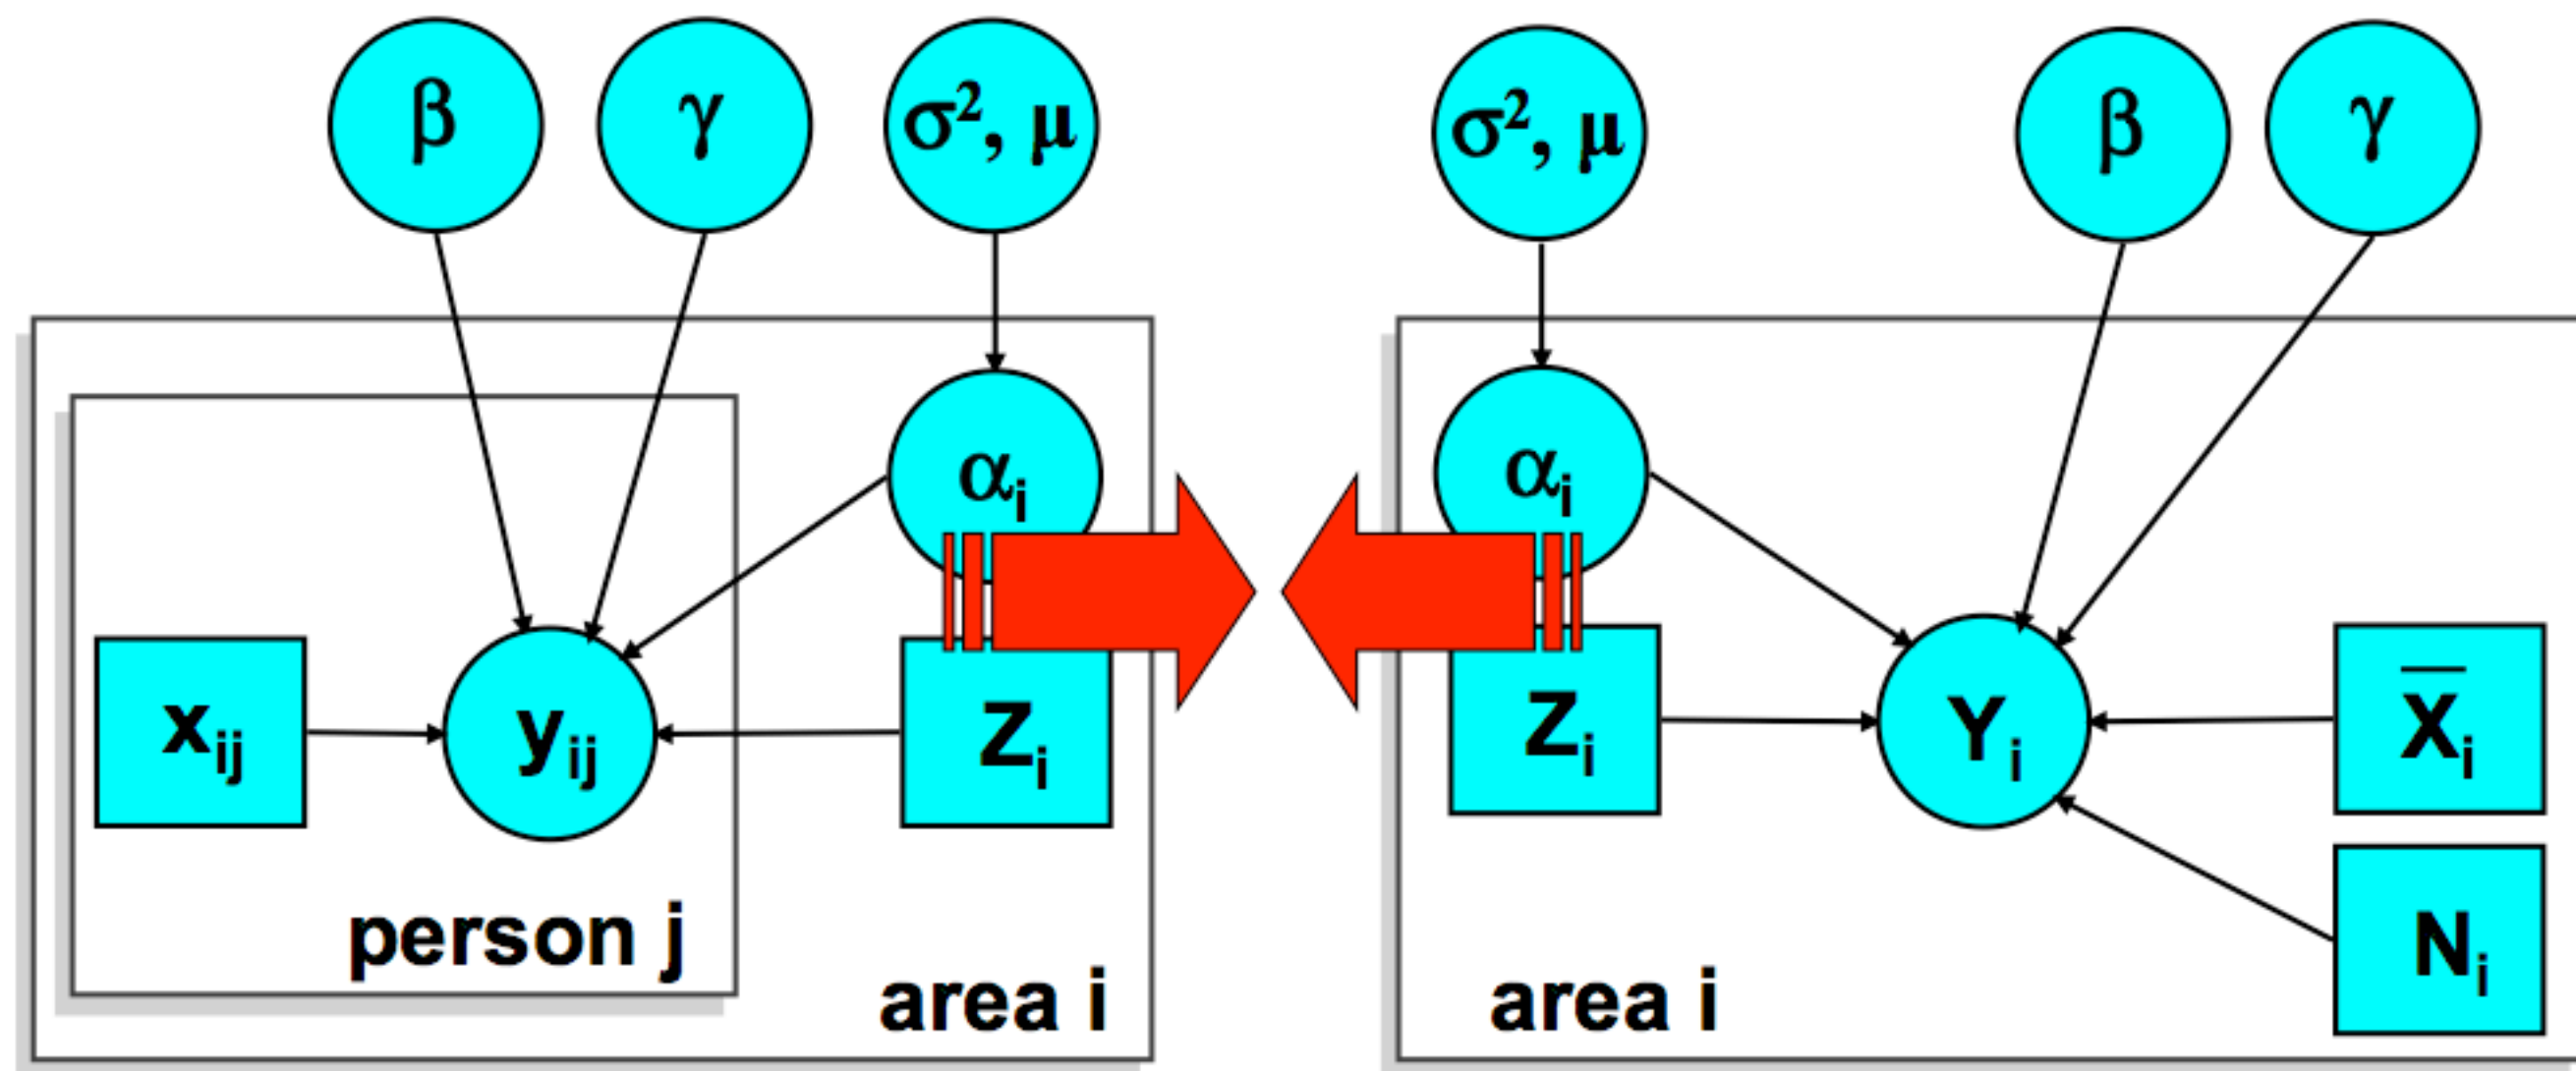 β γ σ², μ σ², μ β γ
αᵢ αᵢ
xᵢⱼ yᵢⱼ Zᵢ Zᵢ Yᵢ X̅ᵢ
person j Nᵢ
area i area i